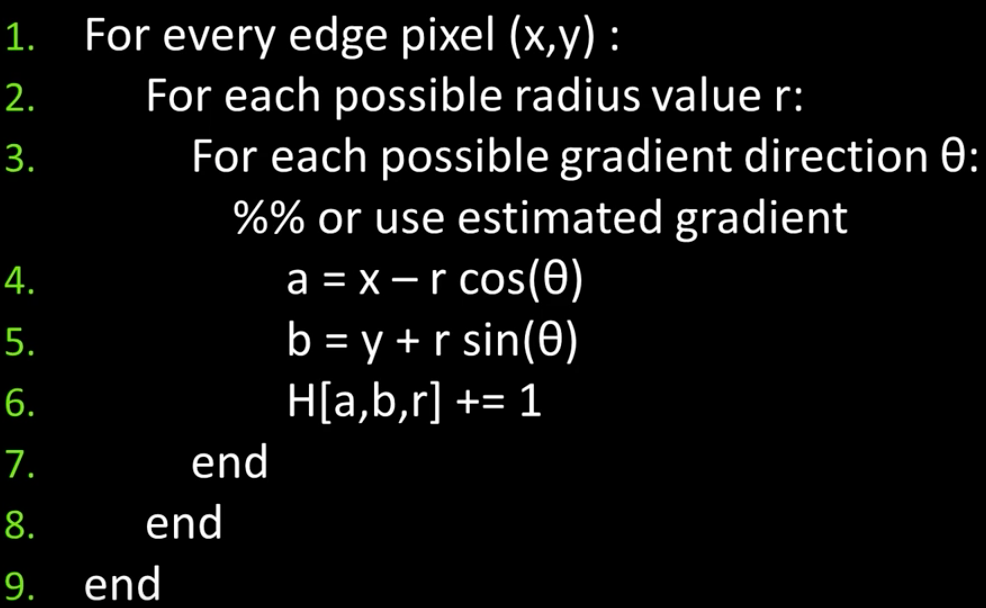 1. For every edge pixel (x,y) :
2. For each possible radius value r:
3. For each possible gradient direction θ:
%% or use estimated gradient
4. a = x – r cos(θ)
5. b = y + r sin(θ)
6. H[a,b,r] += 1
7. end
8. end
9. end